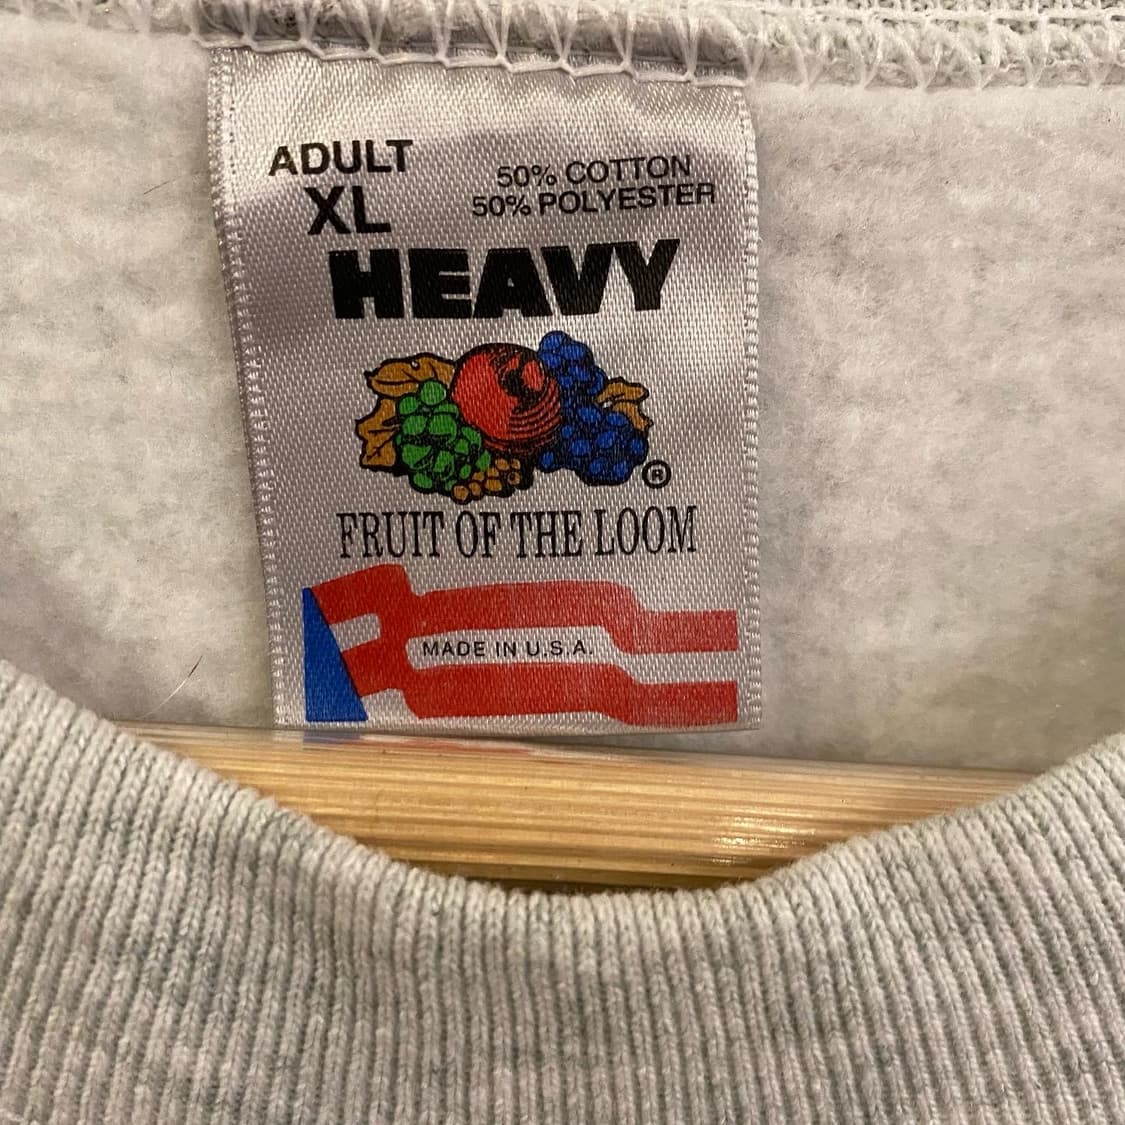 ADULT
XL
50% COTTON
50% POLYESTER
HEAVY
®
FRUIT OF THE LOOM
MADE IN U.S.A.